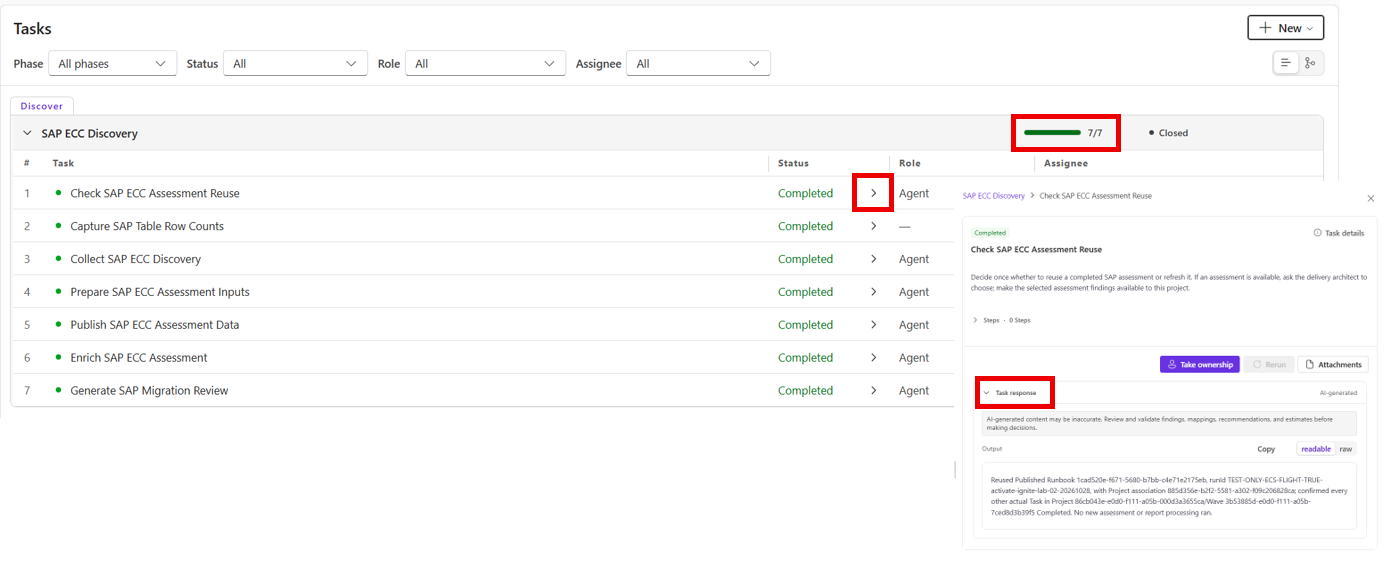 Tasks
New
Phase All phases Status All Role All Assignee All
Discover
SAP ECC Discovery 7/7 Closed
# Task Status Role Assignee
1 Check SAP ECC Assessment Reuse Completed Agent
2 Capture SAP Table Row Counts Completed —
3 Collect SAP ECC Discovery Completed Agent
4 Prepare SAP ECC Assessment Inputs Completed Agent
5 Publish SAP ECC Assessment Data Completed Agent
6 Enrich SAP ECC Assessment Completed Agent
7 Generate SAP Migration Review Completed Agent
SAP ECC Discovery > Check SAP ECC Assessment Reuse
Completed Task details
Check SAP ECC Assessment Reuse
Decide once whether to reuse a completed SAP assessment or refresh it. If an assessment is available, ask the delivery architect to
choose; make the selected assessment findings available to this project.
Steps · 0 Steps
Take ownership Rerun Attachments
Task response AI-generated
AI-generated content may be inaccurate. Review and validate findings, mappings, recommendations, and estimates before
making decisions.
Output Copy readable raw
Reused Published Runbook 1cad520e-f671-5680-b7bb-c4e71e2175eb, runId TEST-ONLY-ECS-FLIGHT-TRUE-
activate-ignite-lab-02-20261028, with Project association 885d356e-b2f2-5581-a302-f09c206828ca; confirmed every
other actual Task in Project 86cb043e-e0d0-f111-a05b-000d3a3655ca/Wave 3b53885d-e0d0-f111-a05b-
7ced8d3b39f5 Completed. No new assessment or report processing ran.